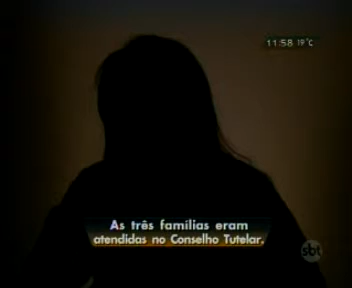 11:58 19°C
As três famílias eram
atendidas no Conselho Tutelar.
sbt